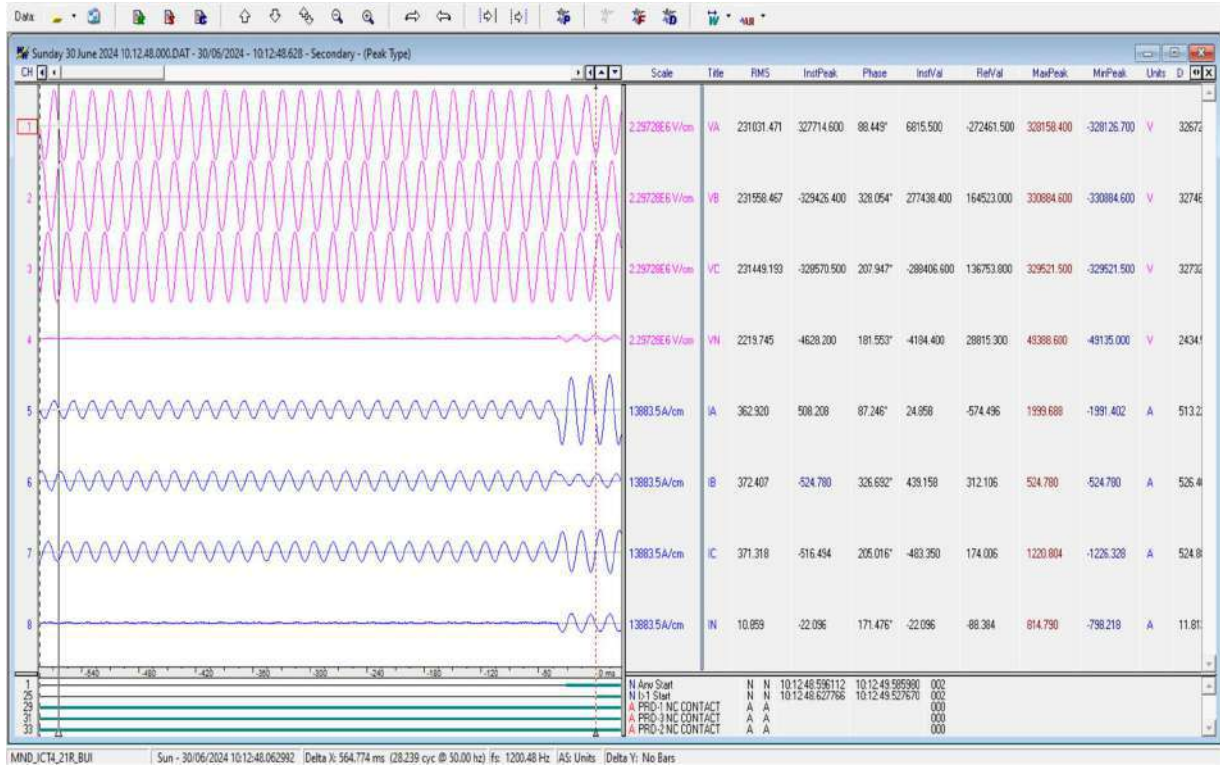 Data:
Sunday 30 June 2024 10.12.48.000.DAT - 30/06/2024 - 10:12:48.628 - Secondary - (Peak Type)
CH Scale Title RMS InstPeak Phase InstVal RefVal MaxPeak MinPeak Units D
1 2.29728E6 V/cm VA 231031.471 327714.600 88.449° 6815.500 -272461.500 328158.400 -328126.700 V 32672
2 2.29728E6 V/cm VB 231558.467 -329426.400 328.054° 277438.400 164523.000 330884.600 -330884.600 V 32746
3 2.29728E6 V/cm VC 231449.193 -328570.500 207.947° -288406.600 136753.800 329521.500 -329521.500 V 32732
4 2.29728E6 V/cm VN 2219.745 -4628.200 181.553° -4184.400 28815.300 49388.600 -49135.000 V 2434.
5 13883.5A/cm IA 362.920 508.208 87.246° 24.858 -574.496 1999.688 -1991.402 A 513.2
6 13883.5A/cm IB 372.407 -524.780 326.692° 439.158 312.106 524.780 -524.780 A 526.4
7 13883.5A/cm IC 371.318 -516.494 205.016° -483.350 174.006 1220.804 -1226.328 A 524.8
8 13883.5A/cm IN 10.859 -22.096 171.476° -22.096 -88.384 814.790 -798.218 A 11.81
-540 -480 -420 -360 -300 -240 -180 -120 -60 0 ms
1 N Any Start N N 10:12:48.596112 10:12:49.585980 002
25 N I>1 Start N N 10:12:48.627766 10:12:49.527670 002
29 A PRD-1 NC CONTACT A A 000
31 A PRD-3 NC CONTACT A A 000
33 A PRD-2 NC CONTACT A A 000
MND_ICT4_21R_BUI Sun - 30/06/2024 10:12:48.062992 Delta X: 564.774 ms (28.239 cyc @ 50.00 hz) fs: 1200.48 Hz AS: Units Delta Y: No Bars